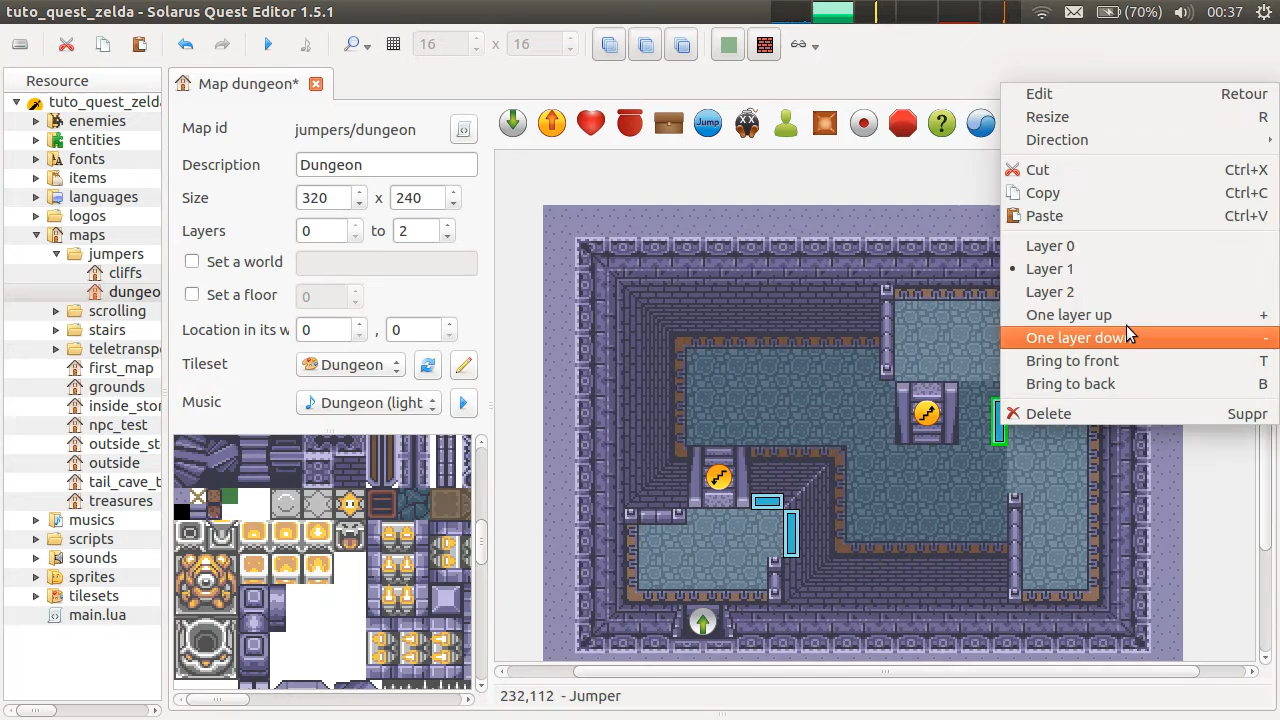 tuto_quest_zelda - Solarus Quest Editor 1.5.1
(70%)
00:37
16 x 16
Resource
Map dungeon*
tuto_quest_zelda
enemies
entities
fonts
items
languages
logos
maps
jumpers
cliffs
dungeo
scrolling
stairs
teletranspo
first_map
grounds
inside_stor
npc_test
outside_st
outside
tail_cave_t
treasures
musics
scripts
sounds
sprites
tilesets
main.lua
Map id jumpers/dungeon
Description Dungeon
Size 320 x 240
Layers 0 to 2
Set a world
Set a floor 0
Location in its w 0 , 0
Tileset Dungeon
Music Dungeon (light
Jump
Edit Retour
Resize R
Direction
Cut Ctrl+X
Copy Ctrl+C
Paste Ctrl+V
Layer 0
Layer 1
Layer 2
One layer up +
One layer down -
Bring to front T
Bring to back B
Delete Suppr
232,112 - Jumper